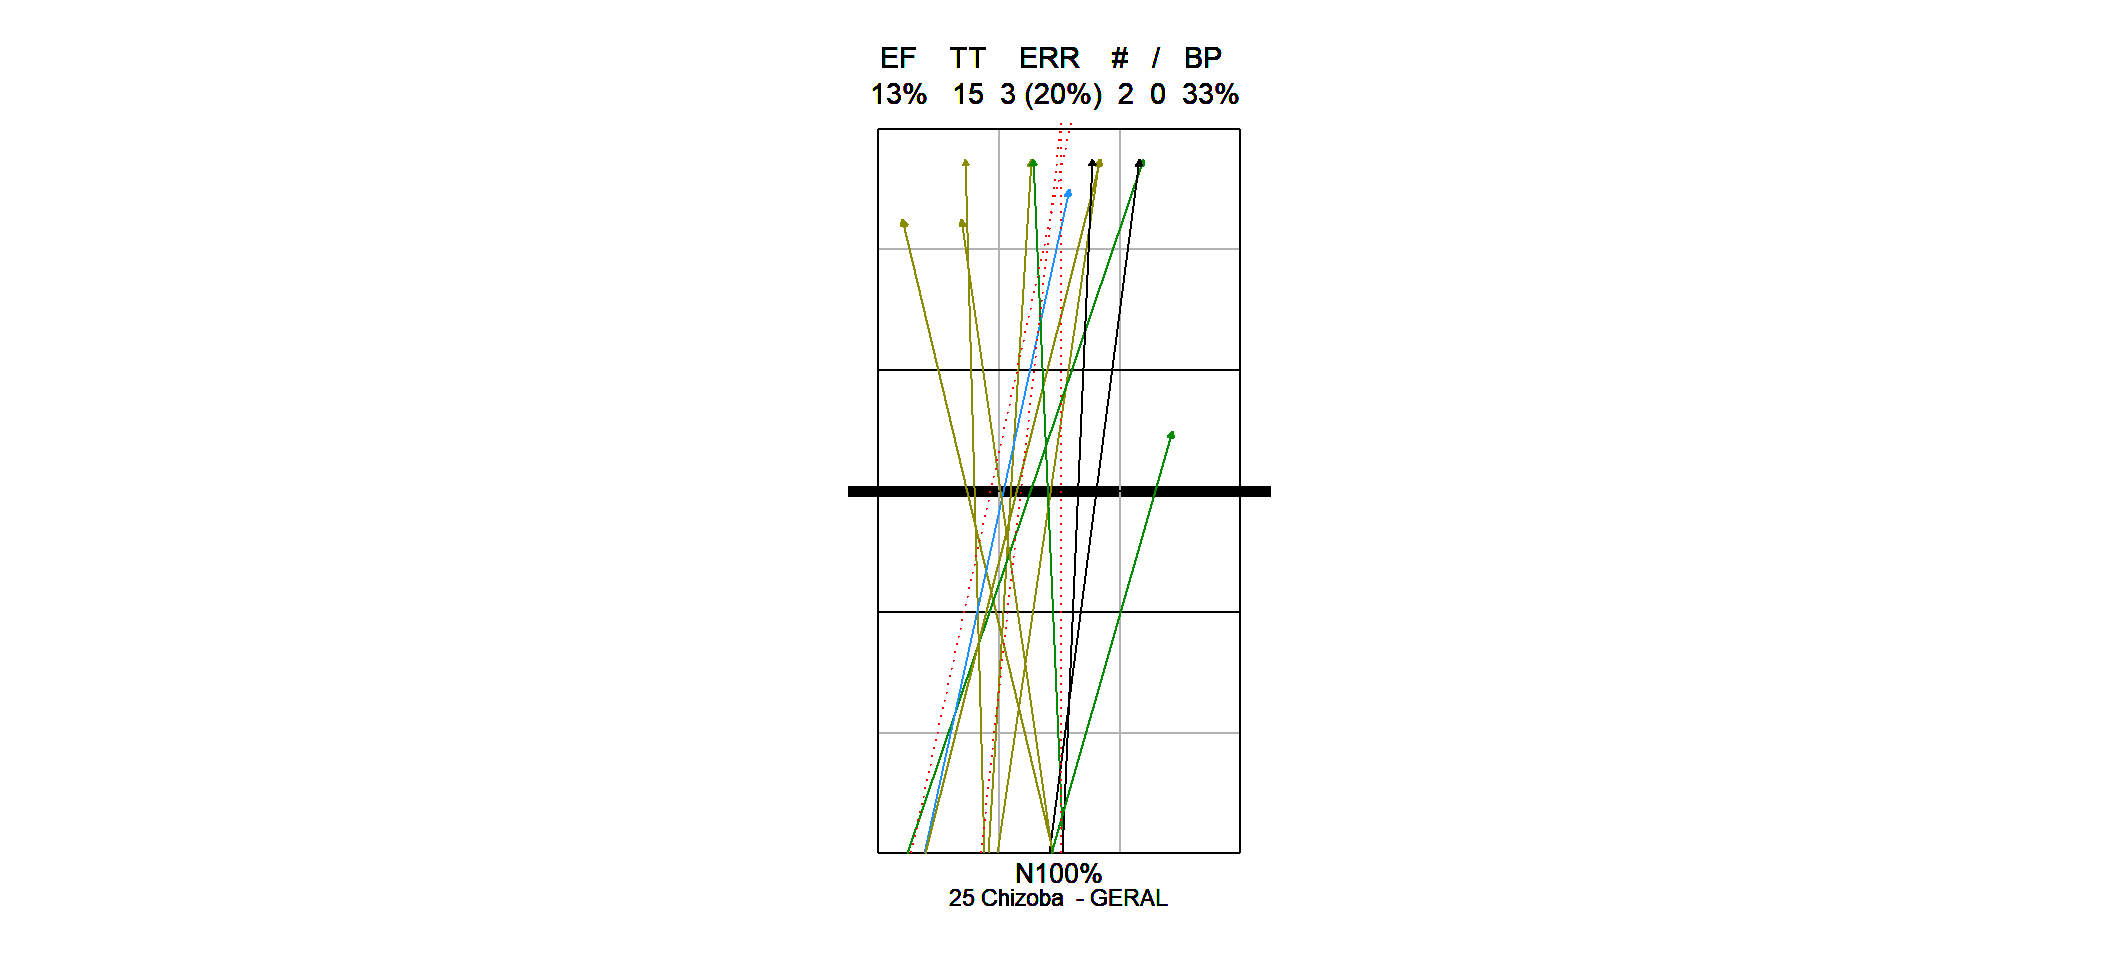 EF TT ERR # / BP
13% 15 3 (20%) 2 0 33%
N100%
25 Chizoba - GERAL